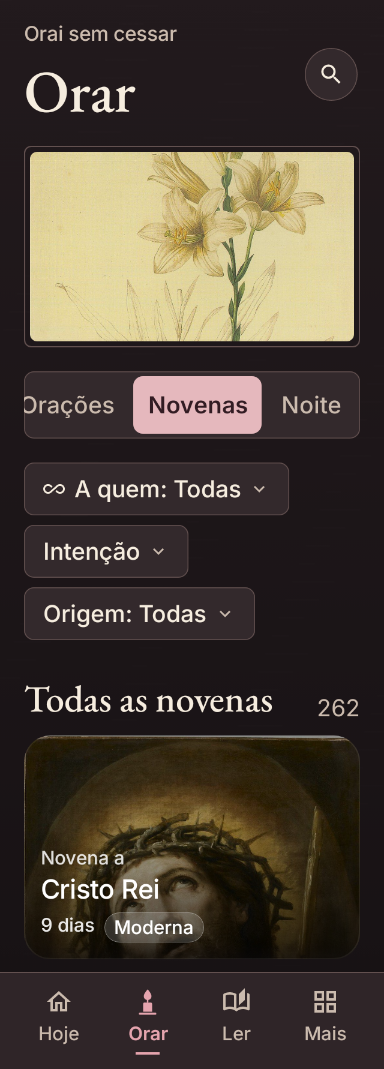 Orai sem cessar
Orar
Orações
Novenas
Noite
A quem: Todas
Intenção
Origem: Todas
Todas as novenas
262
Novena a
Cristo Rei
9 dias
Moderna
Hoje
Orar
Ler
Mais